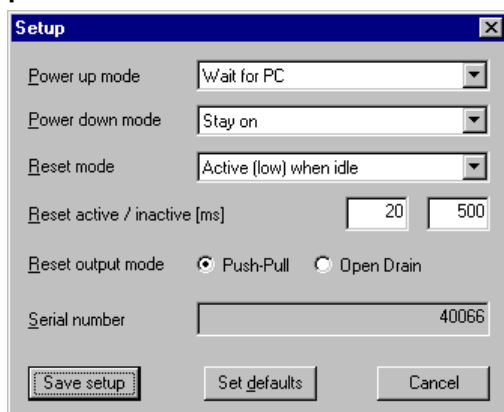 Setup
Power up mode Wait for PC
Power down mode Stay on
Reset mode Active (low) when idle
Reset active / inactive [ms] 20 500
Reset output mode Push-Pull Open Drain
Serial number 40066
Save setup Set defaults Cancel